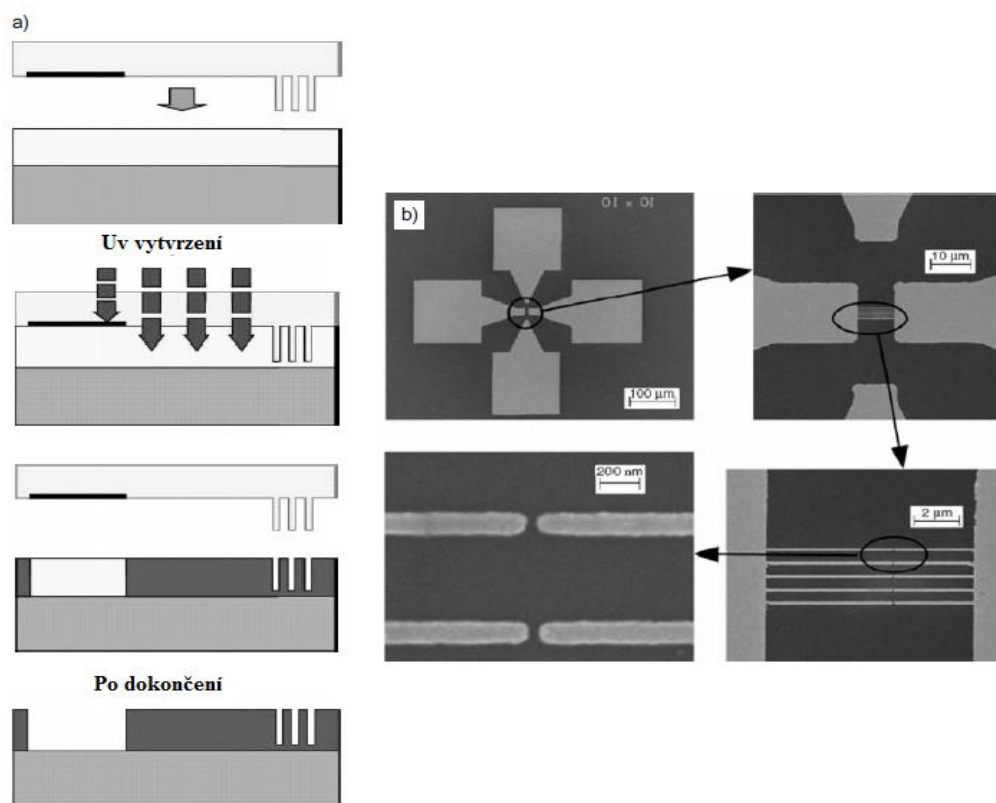 a)
Uv vytvrzení
Po dokončení
b)
10 × 10
100 µm
10 µm
200 nm
2 µm